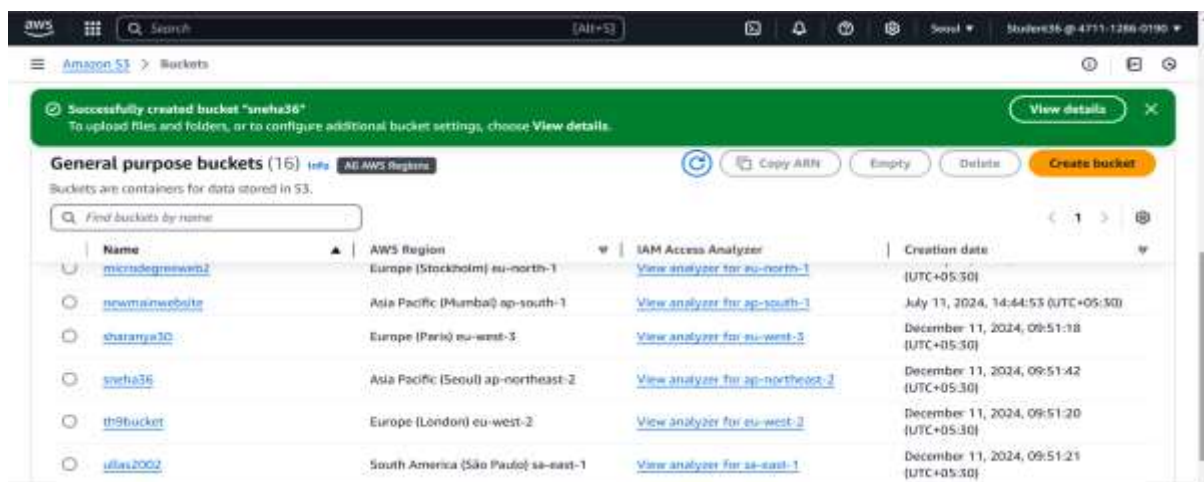 aws Search [Alt+S] Seoul Student36 @ 4711-1286-0190
Amazon S3 > Buckets
Successfully created bucket "sneha36"
To upload files and folders, or to configure additional bucket settings, choose View details.
View details
General purpose buckets (16) Info All AWS Regions Copy ARN Empty Delete Create bucket
Buckets are containers for data stored in S3.
Find buckets by name 1
Name AWS Region IAM Access Analyzer Creation date
microdegreeweb2 Europe (Stockholm) eu-north-1 View analyzer for eu-north-1 (UTC+05:30)
newmainwebsite Asia Pacific (Mumbai) ap-south-1 View analyzer for ap-south-1 July 11, 2024, 14:44:53 (UTC+05:30)
sharanya30 Europe (Paris) eu-west-3 View analyzer for eu-west-3 December 11, 2024, 09:51:18
(UTC+05:30)
sneha36 Asia Pacific (Seoul) ap-northeast-2 View analyzer for ap-northeast-2 December 11, 2024, 09:51:42
(UTC+05:30)
th9bucket Europe (London) eu-west-2 View analyzer for eu-west-2 December 11, 2024, 09:51:20
(UTC+05:30)
ullas2002 South America (São Paulo) sa-east-1 View analyzer for sa-east-1 December 11, 2024, 09:51:21
(UTC+05:30)